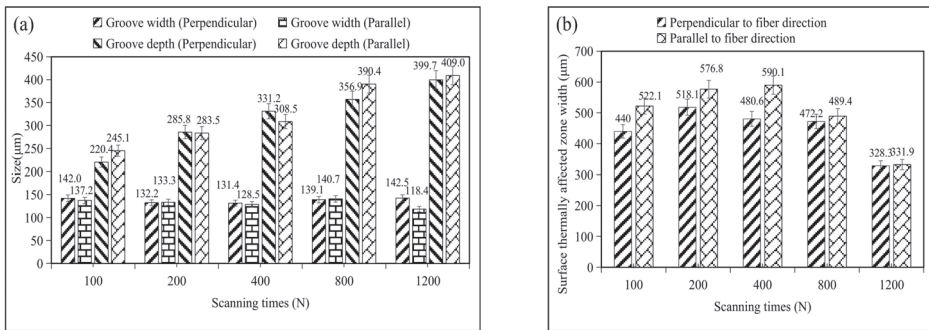 (a)
Groove width (Perpendicular) Groove width (Parallel)
Groove depth (Perpendicular) Groove depth (Parallel)
Size(μm)
450
400
350
300
250
200
150
100
50
0
142.0 137.2 220.4 245.1
132.2 133.3 285.8 283.5
131.4 128.5 331.2 308.5
139.1 140.7 356.9 390.4
142.5 118.4 399.7 409.0
100 200 400 800 1200
Scanning times (N)
(b)
Perpendicular to fiber direction
Parallel to fiber direction
Surface thermally affected zone width (μm)
700
600
500
400
300
200
100
0
440 522.1
518.1 576.8
480.6 590.1
472.2 489.4
328.3 331.9
100 200 400 800 1200
Scanning times (N)